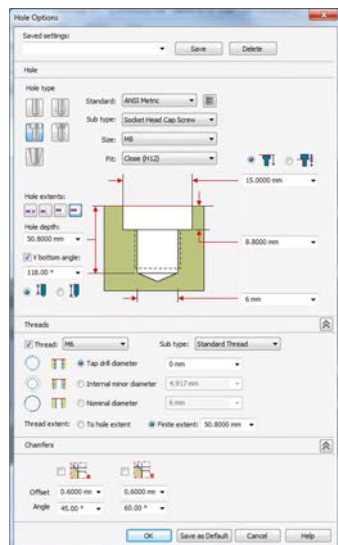 Hole Options
Saved settings:
Save Delete
Hole
Hole type
Standard: ANSI Metric
Sub type: Socket Head Cap Screw
Size: M8
Fit: Close (H12)
15.0000 mm
Hole extents:
Hole depth:
50.8000 mm
8.8000 mm
V bottom angle:
118.00 °
6 mm
Threads
Thread: M6 Sub type: Standard Thread
Tap drill diameter 0 mm
Internal minor diameter 4.917 mm
Nominal diameter 6 mm
Thread extent: To hole extent Finite extent: 50.8000 mm
Chamfers
Offset 0.6000 mm 0.6000 mm
Angle 45.00 ° 60.00 °
OK Save as Default Cancel Help